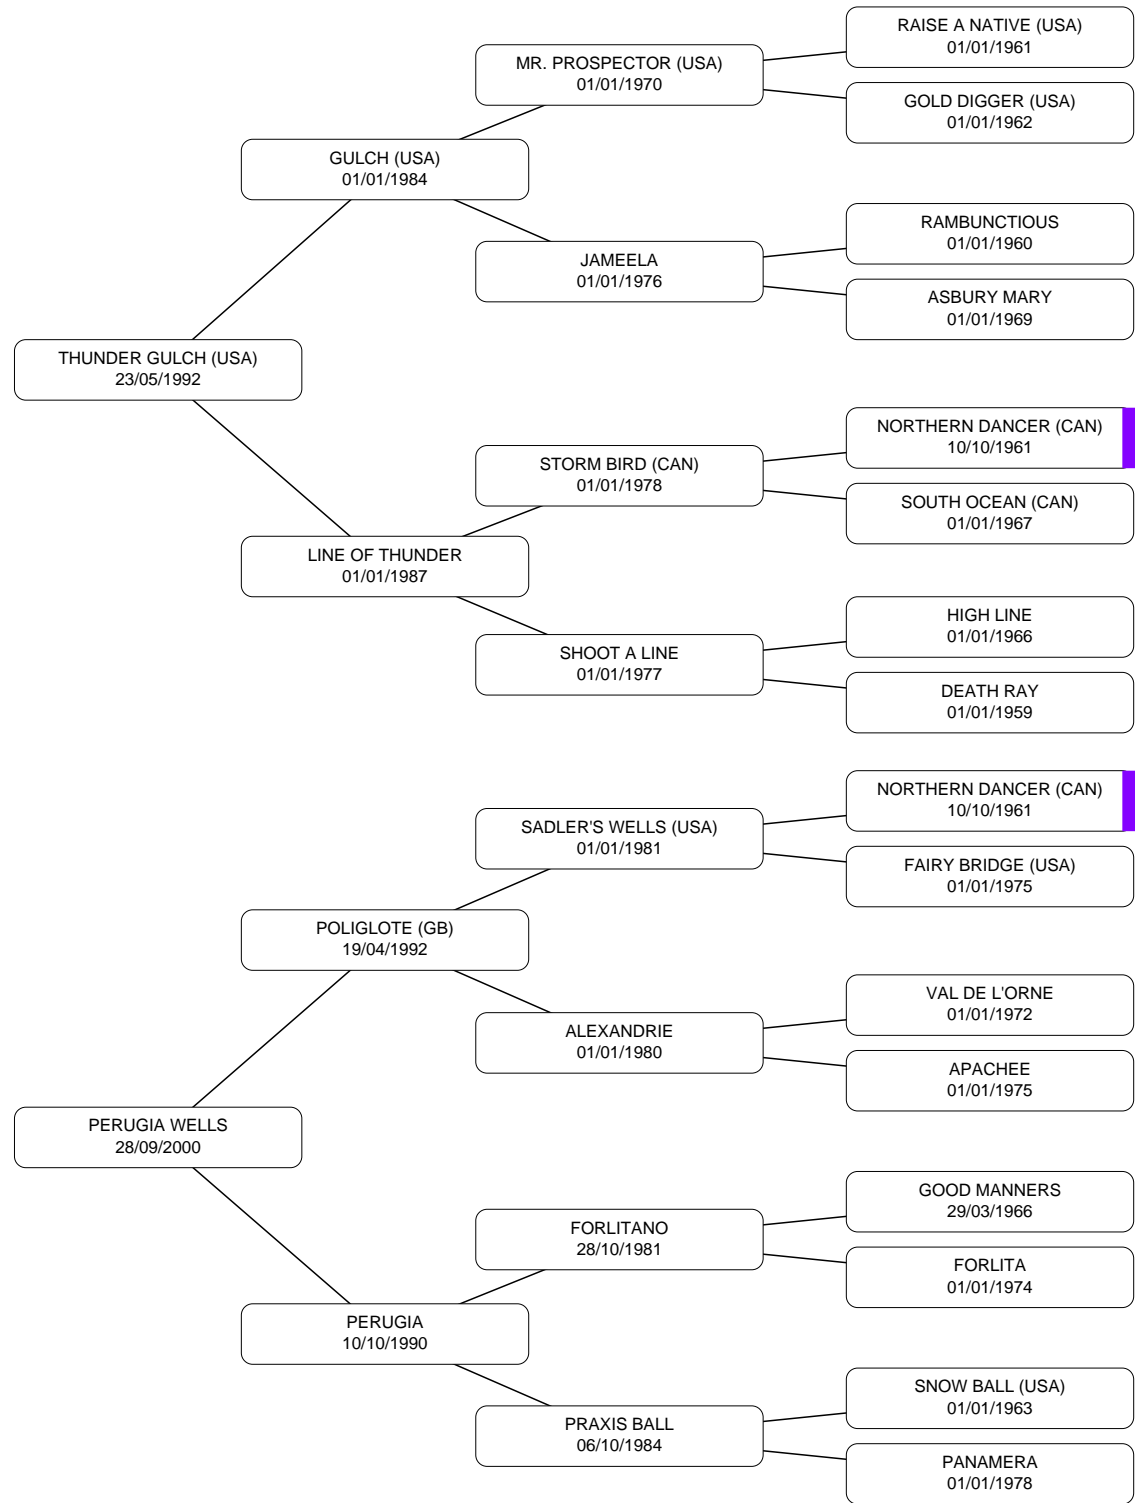 RAISE A NATIVE (USA)
01/01/1961
MR. PROSPECTOR (USA)
01/01/1970
GOLD DIGGER (USA)
01/01/1962
GULCH (USA)
01/01/1984
RAMBUNCTIOUS
01/01/1960
JAMEELA
01/01/1976
ASBURY MARY
01/01/1969
THUNDER GULCH (USA)
23/05/1992
NORTHERN DANCER (CAN)
10/10/1961
STORM BIRD (CAN)
01/01/1978
SOUTH OCEAN (CAN)
01/01/1967
LINE OF THUNDER
01/01/1987
HIGH LINE
01/01/1966
SHOOT A LINE
01/01/1977
DEATH RAY
01/01/1959
NORTHERN DANCER (CAN)
10/10/1961
SADLER'S WELLS (USA)
01/01/1981
FAIRY BRIDGE (USA)
01/01/1975
POLIGLOTE (GB)
19/04/1992
VAL DE L'ORNE
01/01/1972
ALEXANDRIE
01/01/1980
APACHEE
01/01/1975
PERUGIA WELLS
28/09/2000
GOOD MANNERS
29/03/1966
FORLITANO
28/10/1981
FORLITA
01/01/1974
PERUGIA
10/10/1990
SNOW BALL (USA)
01/01/1963
PRAXIS BALL
06/10/1984
PANAMERA
01/01/1978